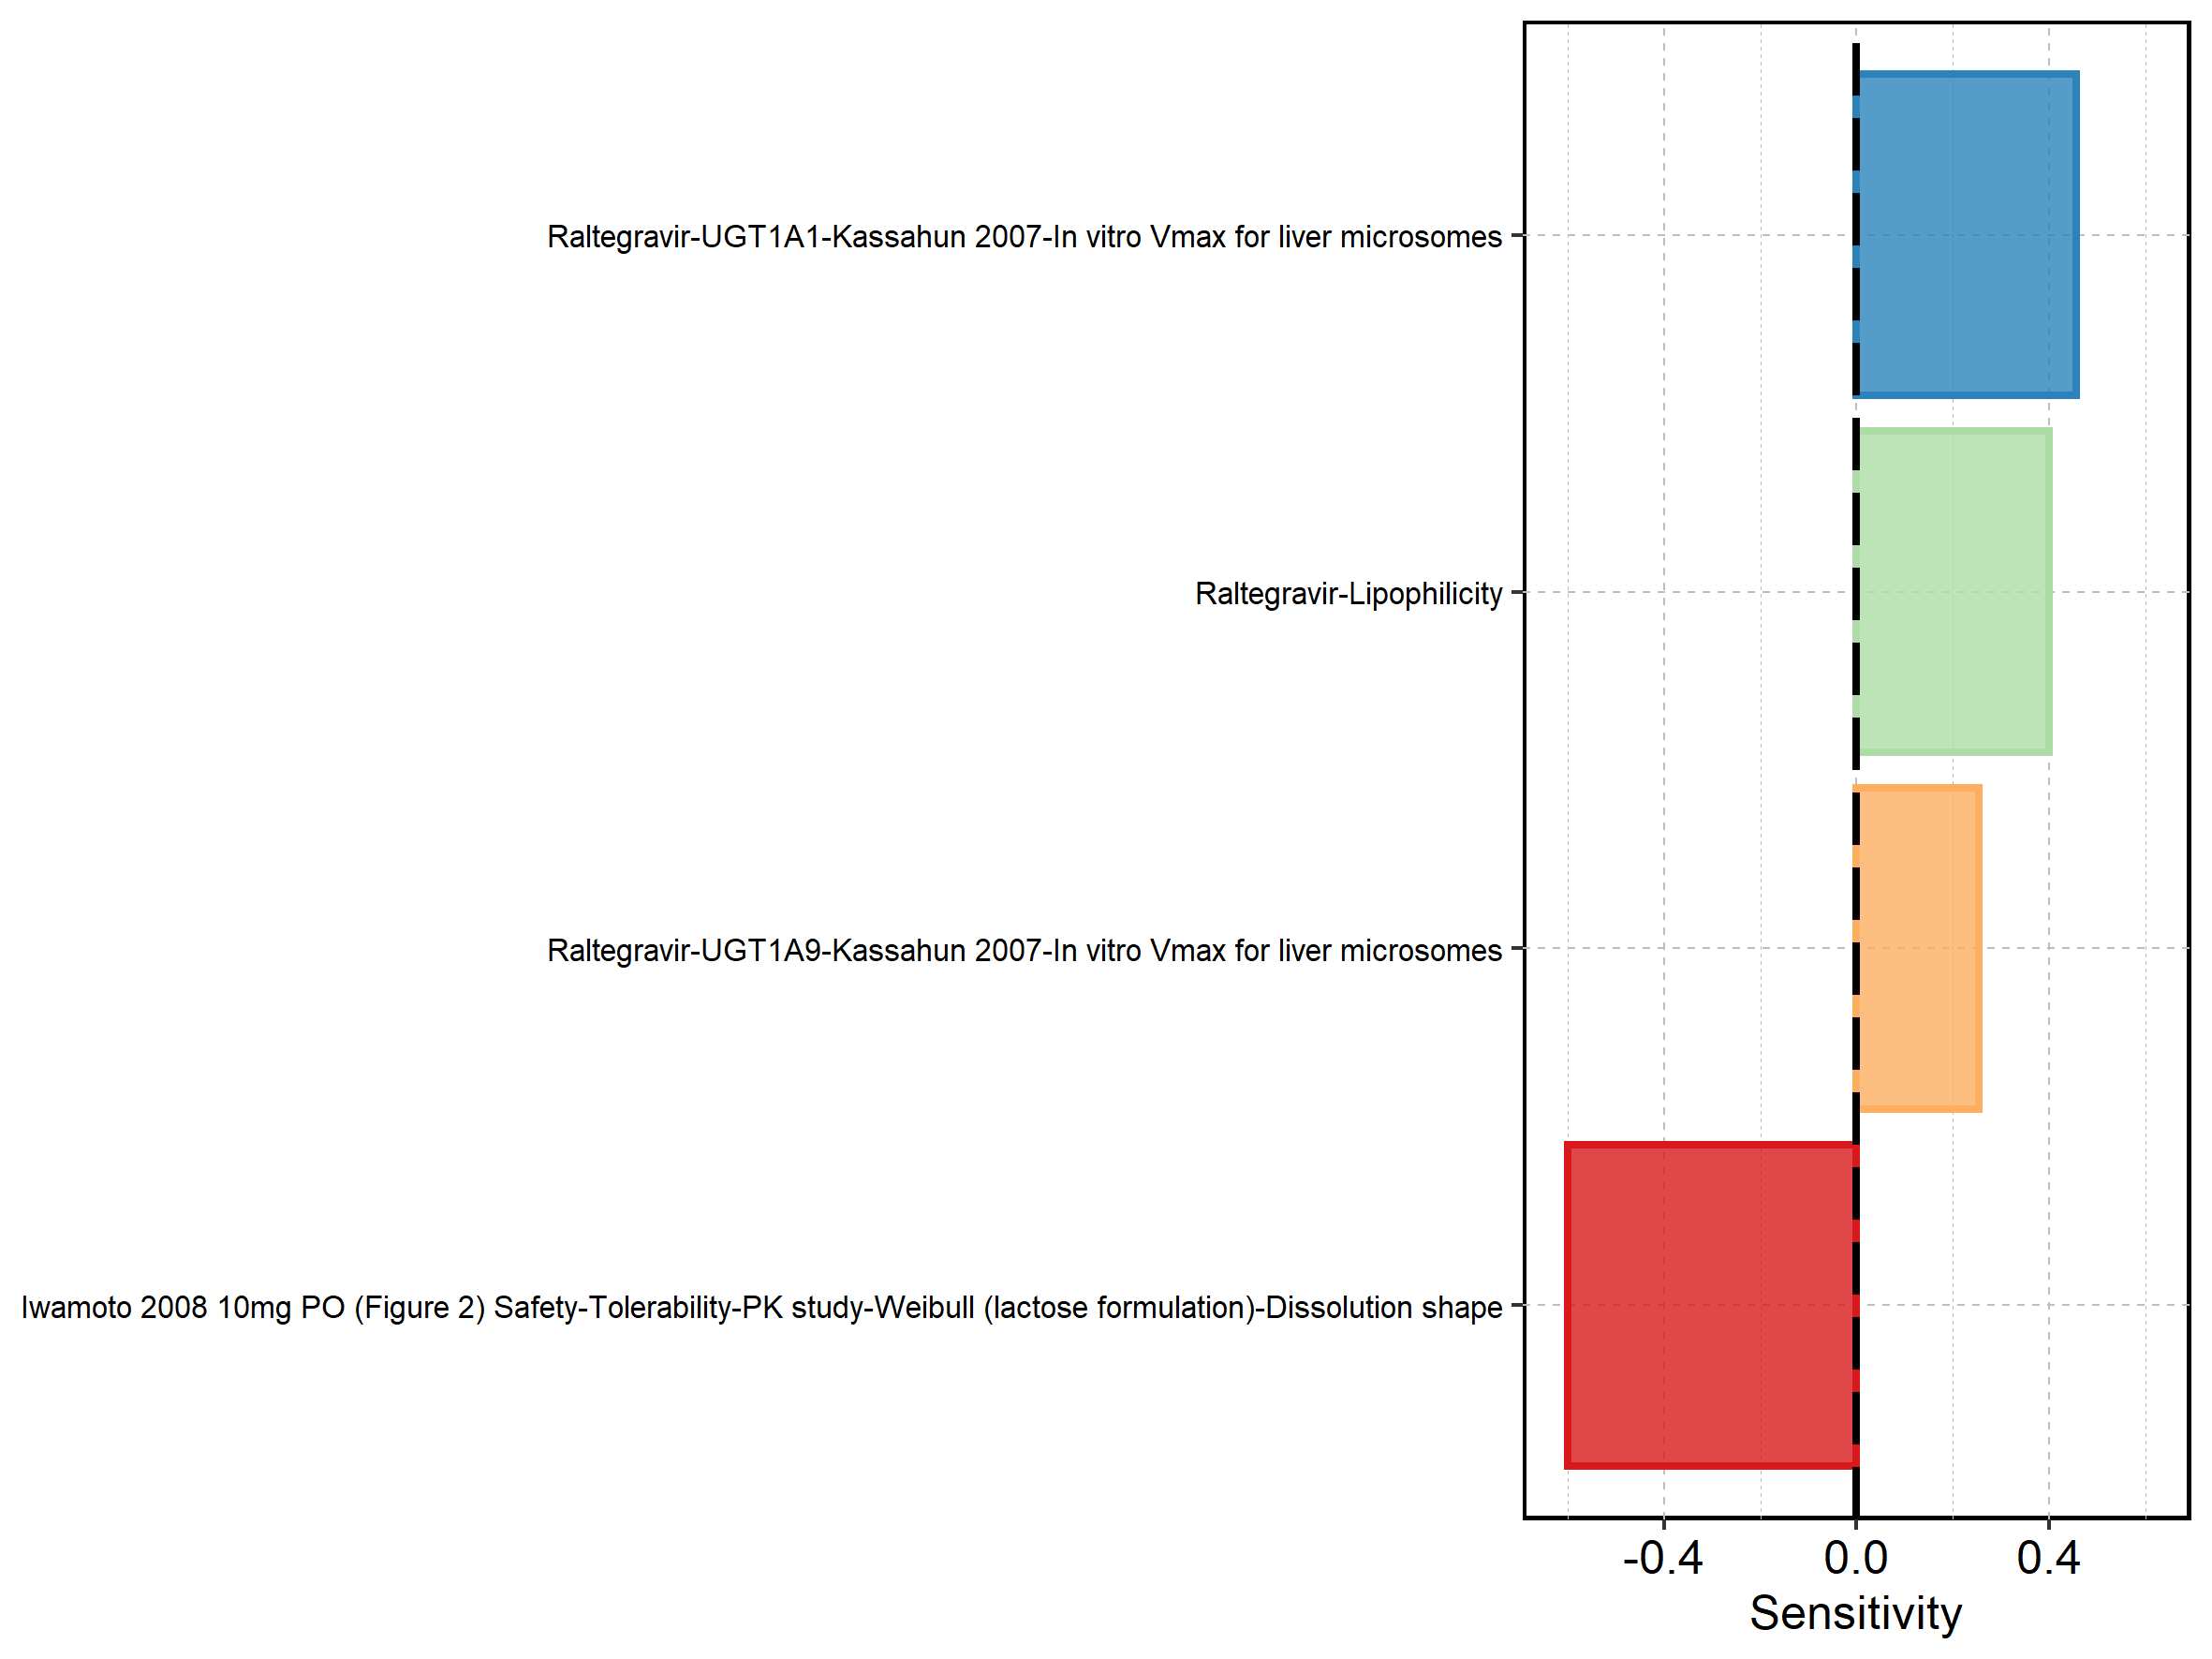 Raltegravir-UGT1A1-Kassahun 2007-In vitro Vmax for liver microsomes
Raltegravir-Lipophilicity
Raltegravir-UGT1A9-Kassahun 2007-In vitro Vmax for liver microsomes
Iwamoto 2008 10mg PO (Figure 2) Safety-Tolerability-PK study-Weibull (lactose formulation)-Dissolution shape
-0.4 0.0 0.4
Sensitivity